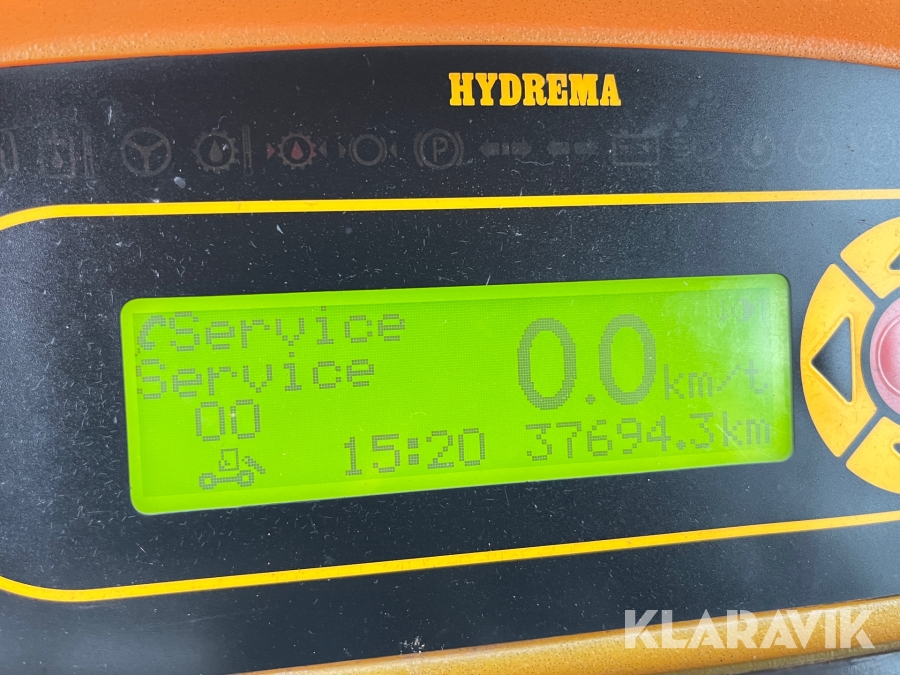 HYDREMA
P
Service
Service
0.0 km/t
00
15:20 37694.3km
KLARAVIK